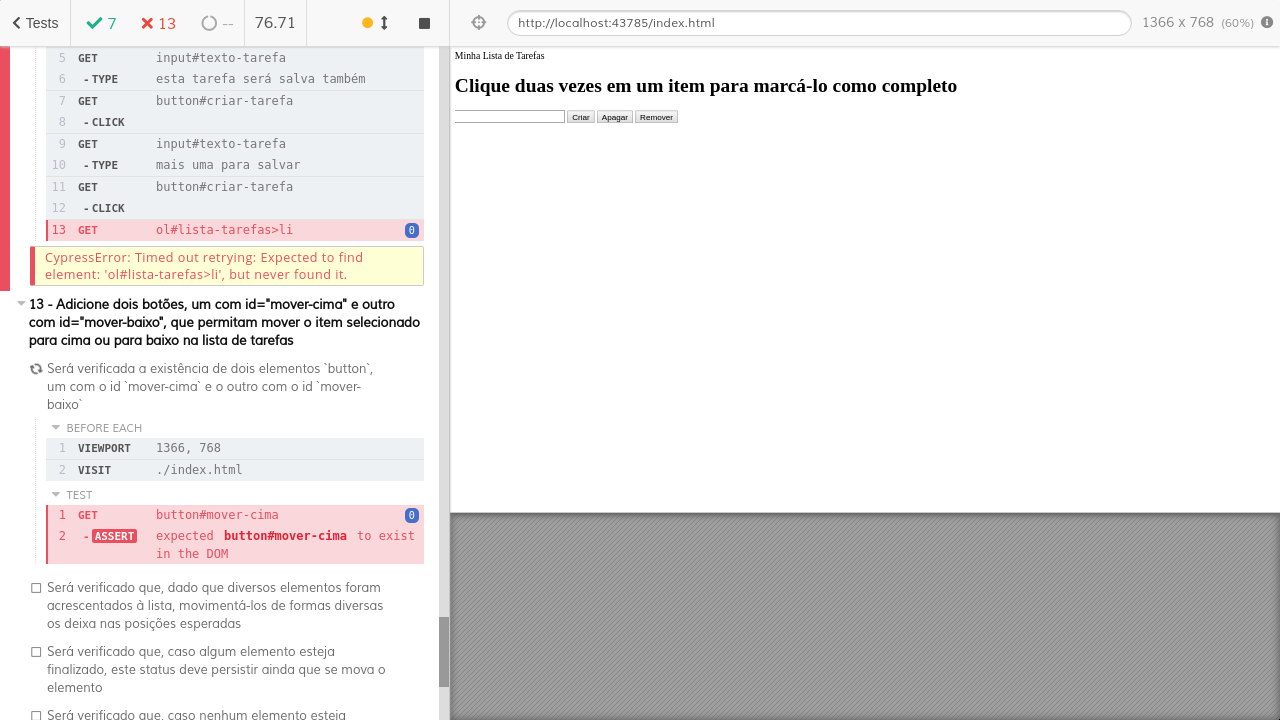 Tests 7 13 -- 76.71
http://localhost:43785/index.html 1366 x 768 (60%)
5 GET input#texto-tarefa
6 - TYPE esta tarefa será salva também
7 GET button#criar-tarefa
8 - CLICK
9 GET input#texto-tarefa
10 - TYPE mais uma para salvar
11 GET button#criar-tarefa
12 - CLICK
13 GET ol#lista-tarefas>li 0
CypressError: Timed out retrying: Expected to find
element: 'ol#lista-tarefas>li', but never found it.
13 - Adicione dois botões, um com id="mover-cima" e outro
com id="mover-baixo", que permitam mover o item selecionado
para cima ou para baixo na lista de tarefas
Será verificada a existência de dois elementos `button`,
um com o id `mover-cima` e o outro com o id `mover-
baixo`
BEFORE EACH
1 VIEWPORT 1366, 768
2 VISIT ./index.html
TEST
1 GET button#mover-cima 0
2 - ASSERT expected button#mover-cima to exist
in the DOM
Será verificado que, dado que diversos elementos foram
acrescentados à lista, movimentá-los de formas diversas
os deixa nas posições esperadas
Será verificado que, caso algum elemento esteja
finalizado, este status deve persistir ainda que se mova o
elemento
Será verificado que, caso nenhum elemento esteja
Minha Lista de Tarefas
Clique duas vezes em um item para marcá-lo como completo
Criar Apagar Remover